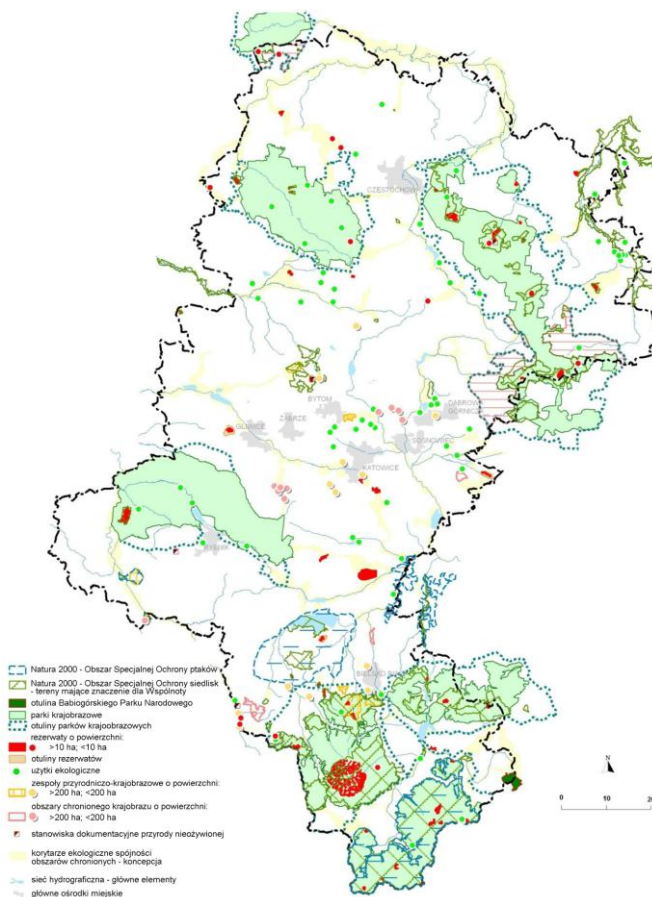 CZĘSTOCHOWA
BYTOM
DĄBROWA
GÓRNICZA
ZABRZE
GLIWICE
SOSNOWIEC
KATOWICE
RYBNIK
BIELSKO
Natura 2000 - Obszar Specjalnej Ochrony ptaków
Natura 2000 - Obszar Specjalnej Ochrony siedlisk
- tereny mające znaczenie dla Wspólnoty
otulina Babiogórskiego Parku Narodowego
parki krajobrazowe
otuliny parków krajoobrazowych
rezerwaty o powierzchni:
>10 ha; <10 ha
otuliny rezerwatów
użytki ekologiczne
zespoły przyrodniczo-krajobrazowe o powierzchni:
>200 ha; <200 ha
obszary chronionego krajobrazu o powierzchni:
>200 ha; <200 ha
stanowiska dokumentacyjne przyrody nieożywionej
korytarze ekologiczne spójności
obszarów chronionych - koncepcja
sieć hydrograficzna - główne elementy
główne ośrodki miejskie
N
0 10 20